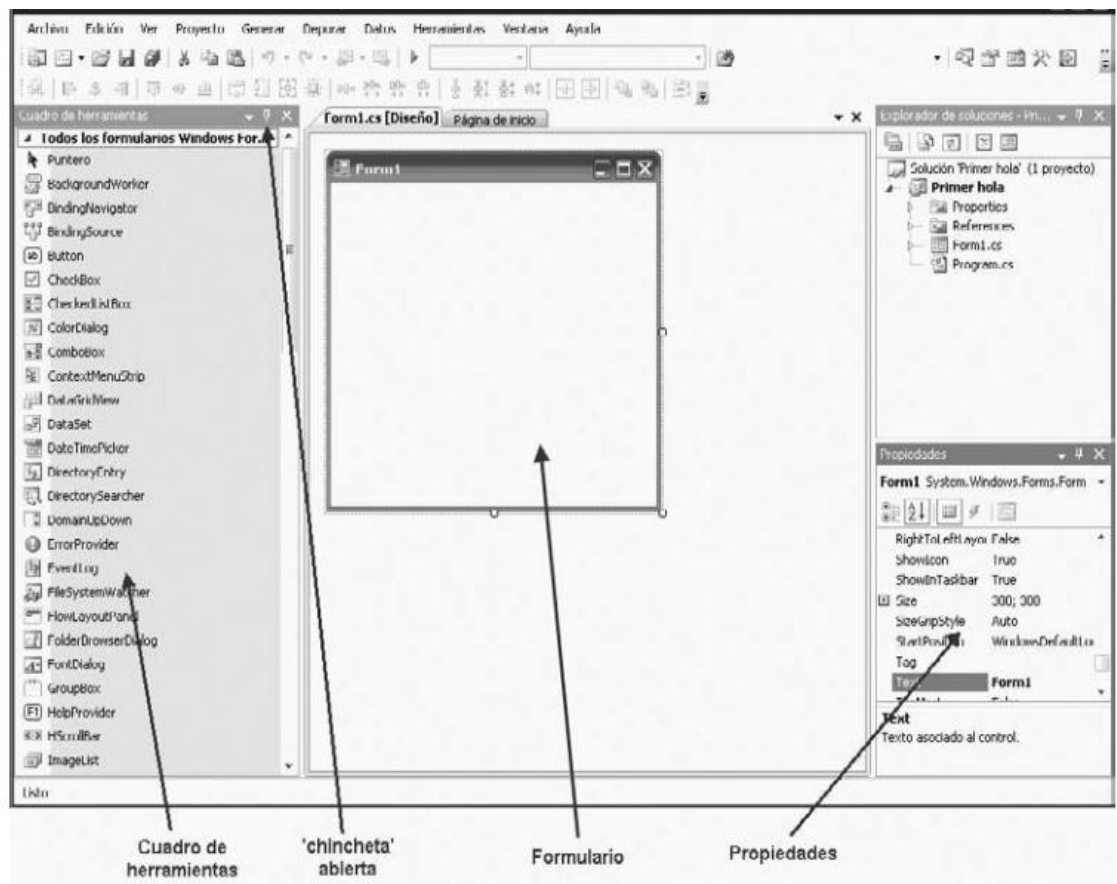 Archivo Edición Ver Proyecto Generar Depurar Datos Herramientas Ventana Ayuda
Cuadro de herramientas
Form1.cs [Diseño] Página de inicio
Explorador de soluciones - Pri...
Todos los formularios Windows For...
Puntero
BackgroundWorker
BindingNavigator
BindingSource
Button
CheckBox
CheckedListBox
ColorDialog
ComboBox
ContextMenuStrip
DataGridView
DataSet
DateTimePicker
DirectoryEntry
DirectorySearcher
DomainUpDown
ErrorProvider
EventLog
FileSystemWatcher
FlowLayoutPanel
FolderBrowserDialog
FontDialog
GroupBox
HelpProvider
HScrollBar
ImageList
Form1
Solución 'Primer hola' (1 proyecto)
Primer hola
Properties
References
Form1.cs
Program.cs
Propiedades
Form1 System.Windows.Forms.Form
RightToLeftLayou False
ShowIcon True
ShowInTaskbar True
Size 300; 300
SizeGripStyle Auto
StartPosition WindowsDefaultLoc
Tag
Text Form1
Text
Texto asociado al control.
Listo
Cuadro de herramientas
'chincheta' abierta
Formulario
Propiedades